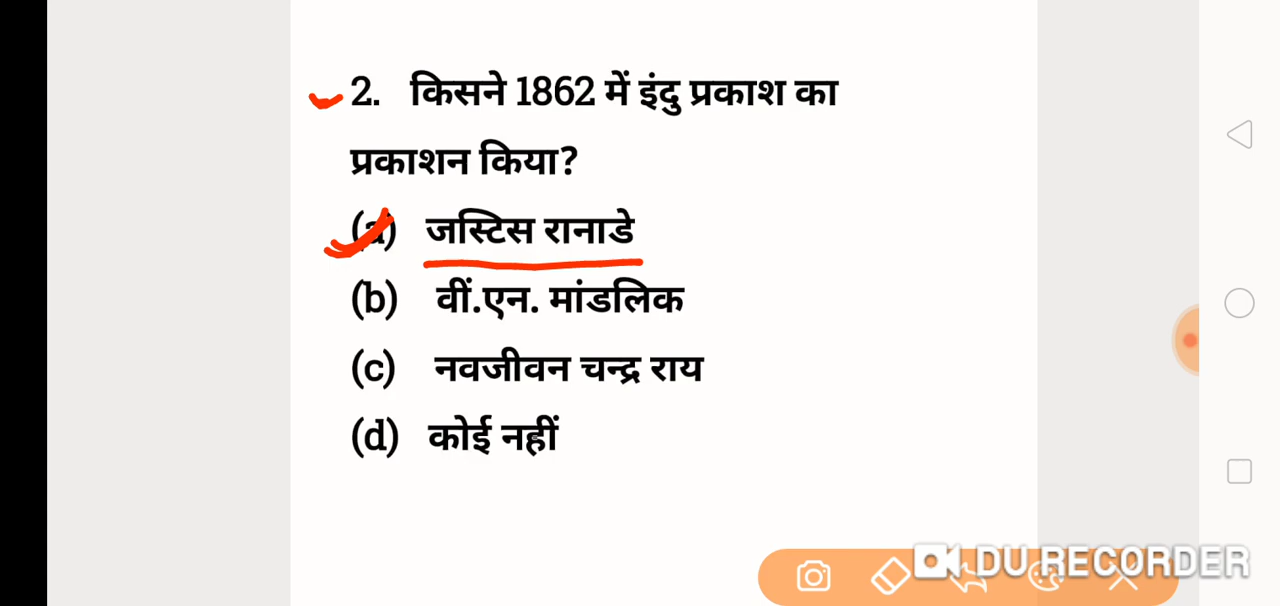 2. किसने 1862 में इंदु प्रकाश का
प्रकाशन किया?
(a) जस्टिस रानाडे
(b) वीं.एन. मांडलिक
(c) नवजीवन चन्द्र राय
(d) कोई नहीं
DU RECORDER